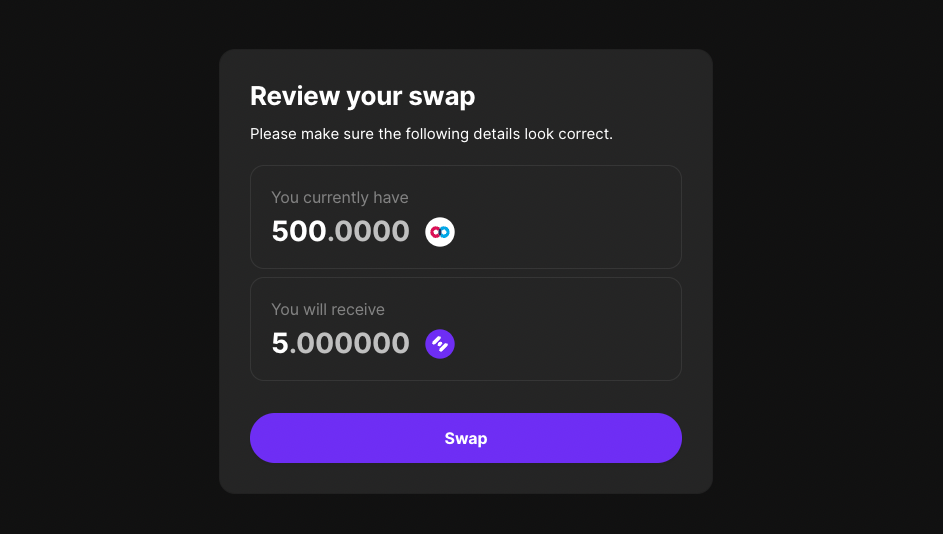 Review your swap
Please make sure the following details look correct.
You currently have
500.0000
You will receive
5.000000
Swap